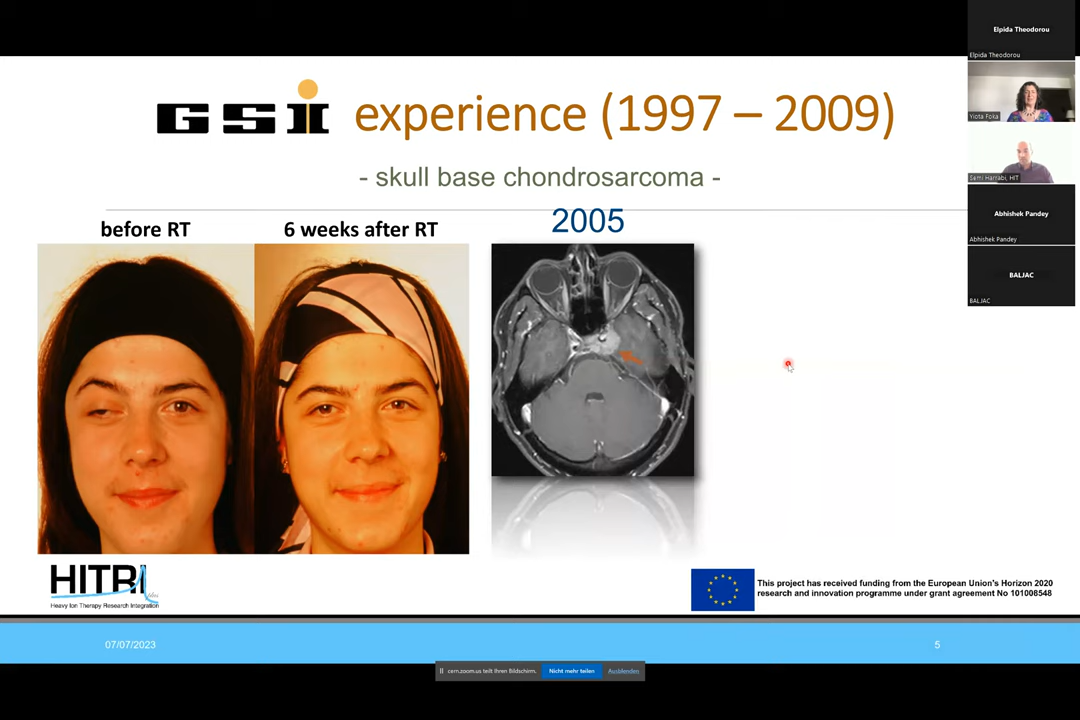 GSI experience (1997 – 2009)
- skull base chondrosarcoma -
before RT
6 weeks after RT
2005
HITRI
Heavy Ion Therapy Research Integration
This project has received funding from the European Union's Horizon 2020
research and innovation programme under grant agreement No 101008548
07/07/2023
5
cern.zoom.us teilt Ihren Bildschirm.
Nicht mehr teilen
Ausblenden
Elpida Theodorou
Elpida Theodorou
Yiota Foka
Semi Harrabi, HIT
Abhishek Pandey
Abhishek Pandey
BALJAC
BALJAC